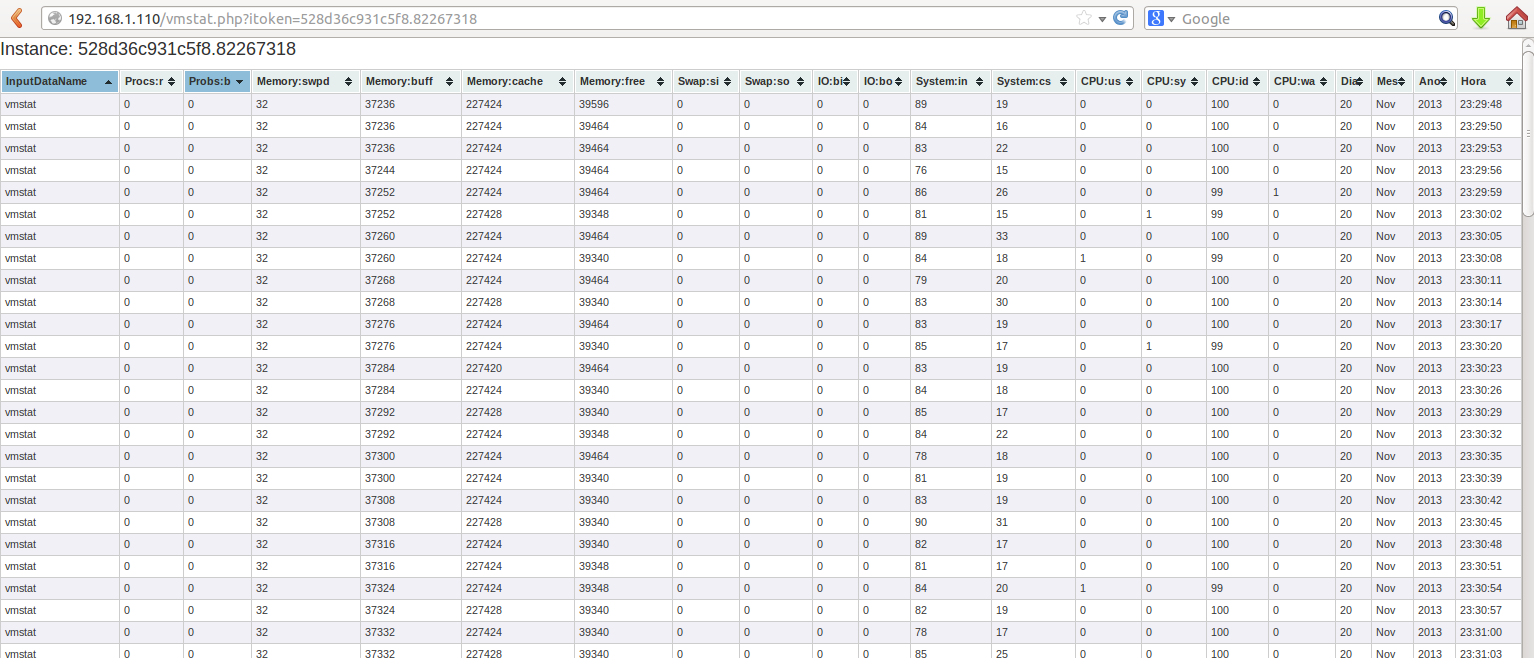 192.168.1.110/vmstat.php?itoken=528d36c931c5f8.82267318 Google
Instance: 528d36c931c5f8.82267318
InputDataName Procs:r Probs:b Memory:swpd Memory:buff Memory:cache Memory:free Swap:si Swap:so IO:bi IO:bo System:in System:cs CPU:us CPU:sy CPU:id CPU:wa Dia Mes Ano Hora
vmstat 0 0 32 37236 227424 39596 0 0 0 0 89 19 0 0 100 0 20 Nov 2013 23:29:48
vmstat 0 0 32 37236 227424 39464 0 0 0 0 84 16 0 0 100 0 20 Nov 2013 23:29:50
vmstat 0 0 32 37236 227424 39464 0 0 0 0 83 22 0 0 100 0 20 Nov 2013 23:29:53
vmstat 0 0 32 37244 227424 39464 0 0 0 0 76 15 0 0 100 0 20 Nov 2013 23:29:56
vmstat 0 0 32 37252 227424 39464 0 0 0 0 86 26 0 0 99 1 20 Nov 2013 23:29:59
vmstat 0 0 32 37252 227428 39348 0 0 0 0 81 15 0 1 99 0 20 Nov 2013 23:30:02
vmstat 0 0 32 37260 227424 39464 0 0 0 0 89 33 0 0 100 0 20 Nov 2013 23:30:05
vmstat 0 0 32 37260 227424 39340 0 0 0 0 84 18 1 0 99 0 20 Nov 2013 23:30:08
vmstat 0 0 32 37268 227424 39464 0 0 0 0 79 20 0 0 100 0 20 Nov 2013 23:30:11
vmstat 0 0 32 37268 227428 39340 0 0 0 0 83 30 0 0 100 0 20 Nov 2013 23:30:14
vmstat 0 0 32 37276 227424 39464 0 0 0 0 83 19 0 0 100 0 20 Nov 2013 23:30:17
vmstat 0 0 32 37276 227424 39340 0 0 0 0 85 17 0 1 99 0 20 Nov 2013 23:30:20
vmstat 0 0 32 37284 227420 39464 0 0 0 0 83 19 0 0 100 0 20 Nov 2013 23:30:23
vmstat 0 0 32 37284 227424 39340 0 0 0 0 84 18 0 0 100 0 20 Nov 2013 23:30:26
vmstat 0 0 32 37292 227428 39340 0 0 0 0 85 17 0 0 100 0 20 Nov 2013 23:30:29
vmstat 0 0 32 37292 227424 39348 0 0 0 0 84 22 0 0 100 0 20 Nov 2013 23:30:32
vmstat 0 0 32 37300 227424 39464 0 0 0 0 78 18 0 0 100 0 20 Nov 2013 23:30:35
vmstat 0 0 32 37300 227424 39340 0 0 0 0 81 19 0 0 100 0 20 Nov 2013 23:30:39
vmstat 0 0 32 37308 227424 39340 0 0 0 0 83 19 0 0 100 0 20 Nov 2013 23:30:42
vmstat 0 0 32 37308 227428 39340 0 0 0 0 90 31 0 0 100 0 20 Nov 2013 23:30:45
vmstat 0 0 32 37316 227424 39340 0 0 0 0 82 17 0 0 100 0 20 Nov 2013 23:30:48
vmstat 0 0 32 37316 227424 39348 0 0 0 0 81 17 0 0 100 0 20 Nov 2013 23:30:51
vmstat 0 0 32 37324 227424 39348 0 0 0 0 84 20 1 0 99 0 20 Nov 2013 23:30:54
vmstat 0 0 32 37324 227428 39340 0 0 0 0 82 19 0 0 100 0 20 Nov 2013 23:30:57
vmstat 0 0 32 37332 227424 39340 0 0 0 0 78 17 0 0 100 0 20 Nov 2013 23:31:00
vmstat 0 0 32 37332 227428 39340 0 0 0 0 85 25 0 0 100 0 20 Nov 2013 23:31:03